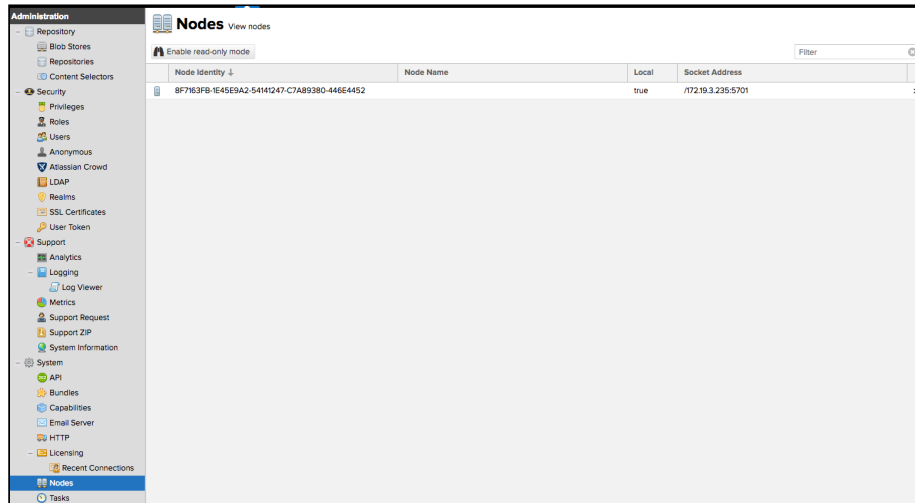 Administration
Repository
Blob Stores
Repositories
Content Selectors
Security
Privileges
Roles
Users
Anonymous
Atlassian Crowd
LDAP
Realms
SSL Certificates
User Token
Support
Analytics
Logging
Log Viewer
Metrics
Support Request
Support ZIP
System Information
System
API
Bundles
Capabilities
Email Server
HTTP
Licensing
Recent Connections
Nodes
Tasks
Nodes View nodes
Enable read-only mode
Filter
Node Identity ↓ Node Name Local Socket Address
8F7163FB-1E45E9A2-54141247-C7A89380-446E4452 true /172.19.3.235:5701